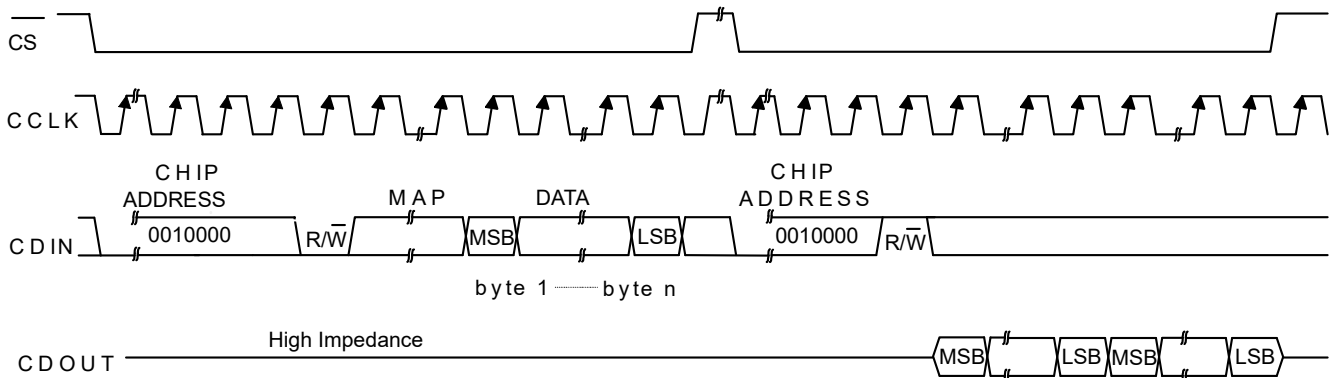 CS
CCLK
CHIP
ADDRESS
MAP
DATA
CHIP
ADDRESS
CDIN
0010000
R/W
MSB
LSB
0010000
R/W
byte 1
byte n
High Impedance
CDOUT
MSB
LSB
MSB
LSB